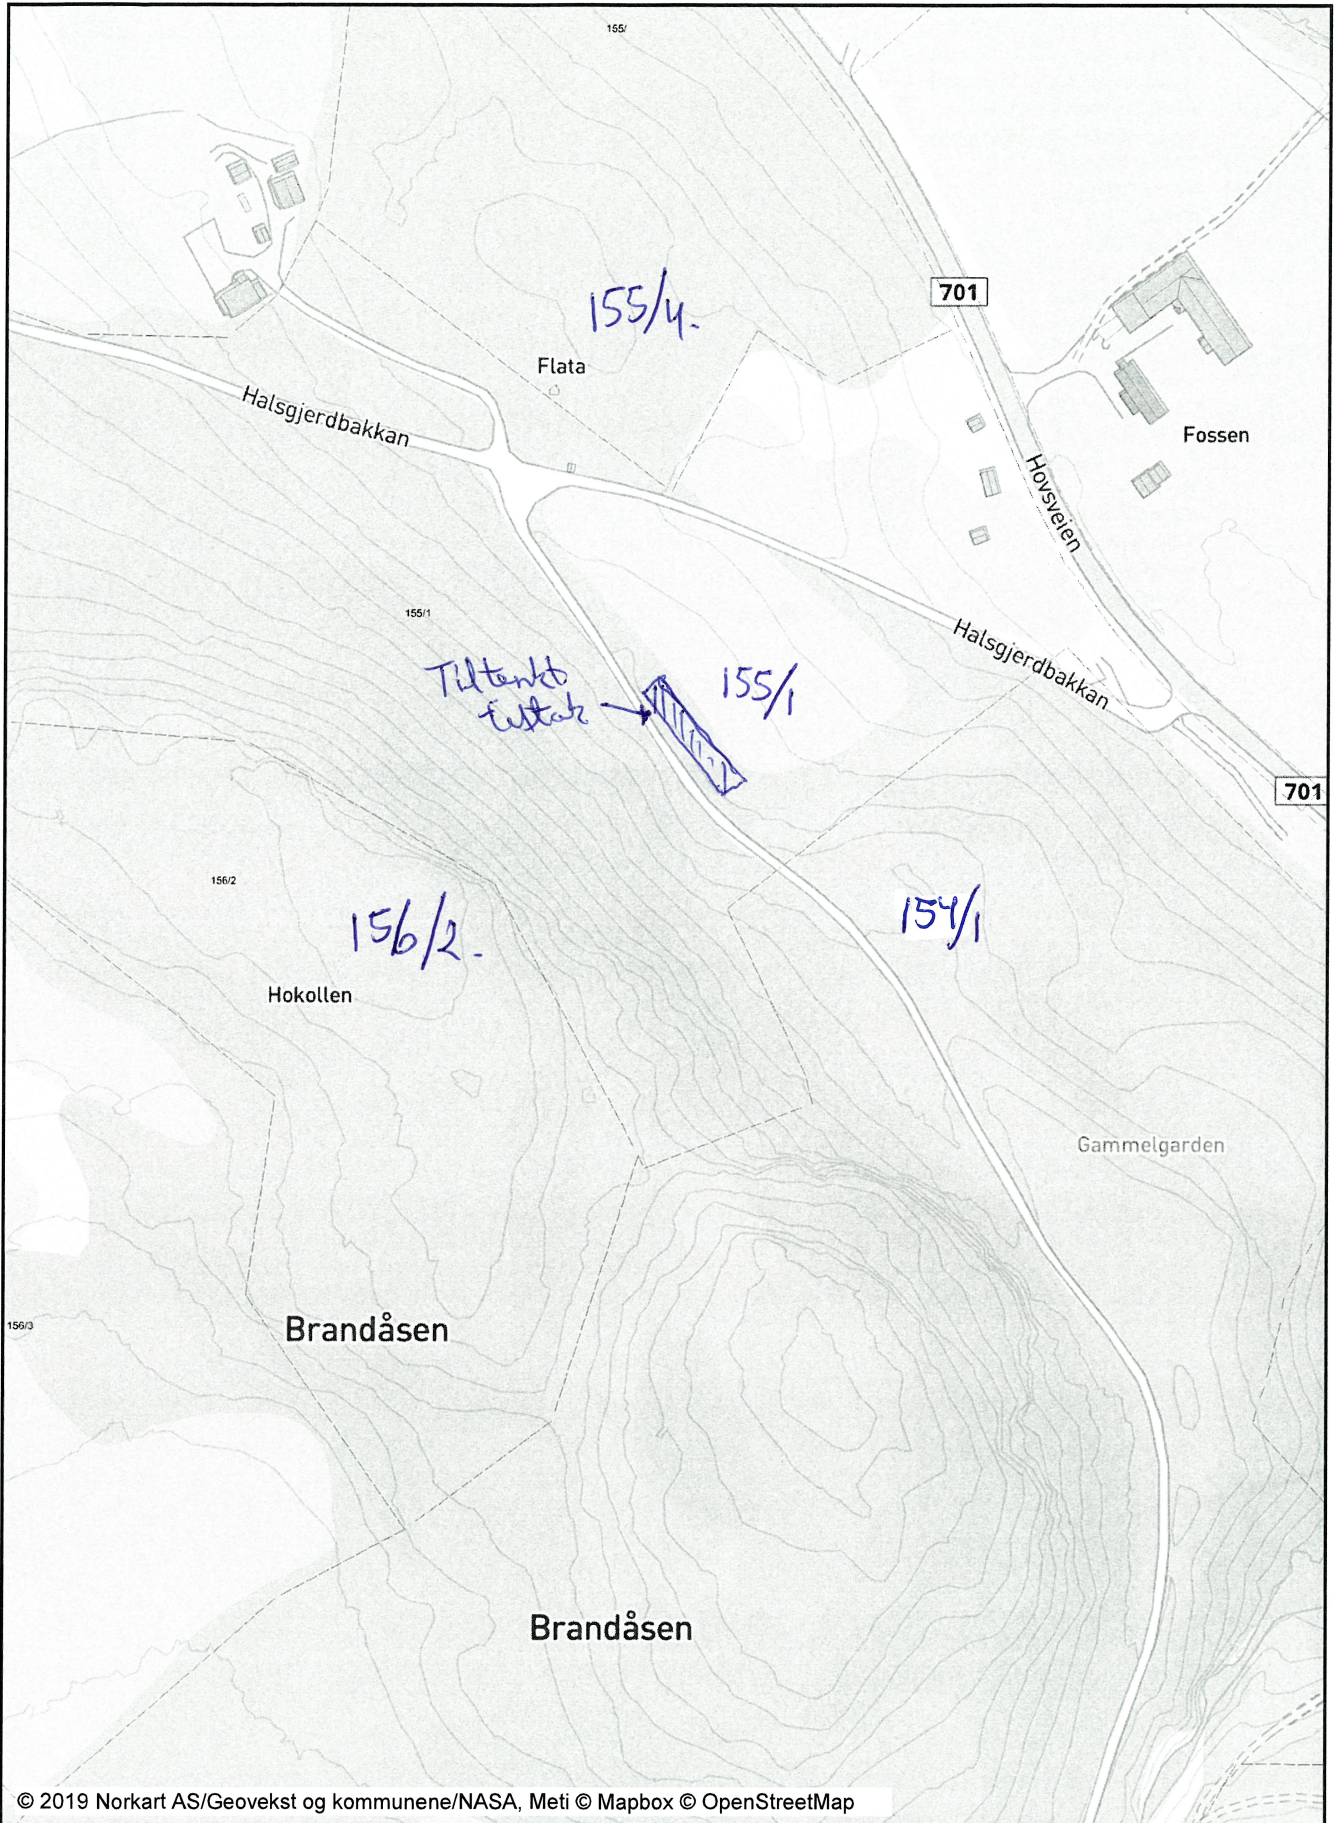 155/
155/4.
701
Flata
Halsgjerdbakkan
Fossen
Hovsveien
155/1
Halsgjerdbakkan
Tiltenkt
uttak
155/1
701
156/2
156/2.
154/1
Hokollen
Gammelgarden
156/3
Brandåsen
Brandåsen
© 2019 Norkart AS/Geovekst og kommunene/NASA, Meti © Mapbox © OpenStreetMap